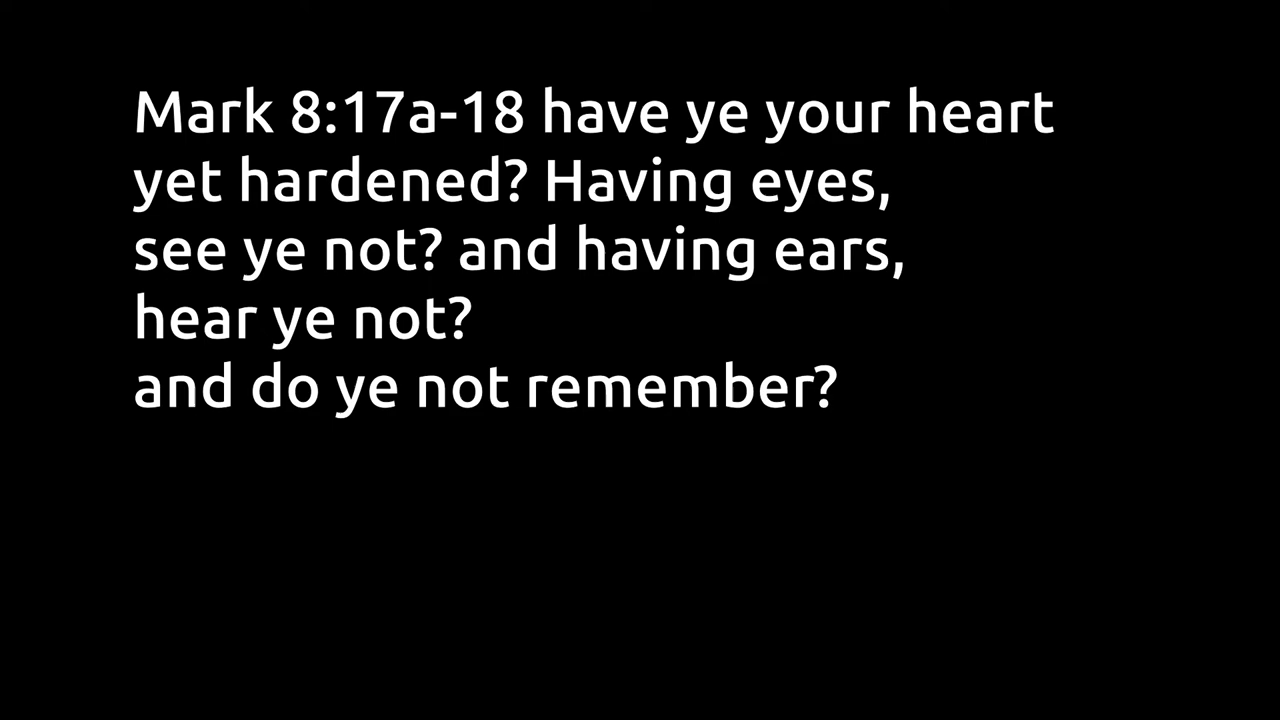 Mark 8:17a-18 have ye your heart
yet hardened? Having eyes,
see ye not? and having ears,
hear ye not?
and do ye not remember?